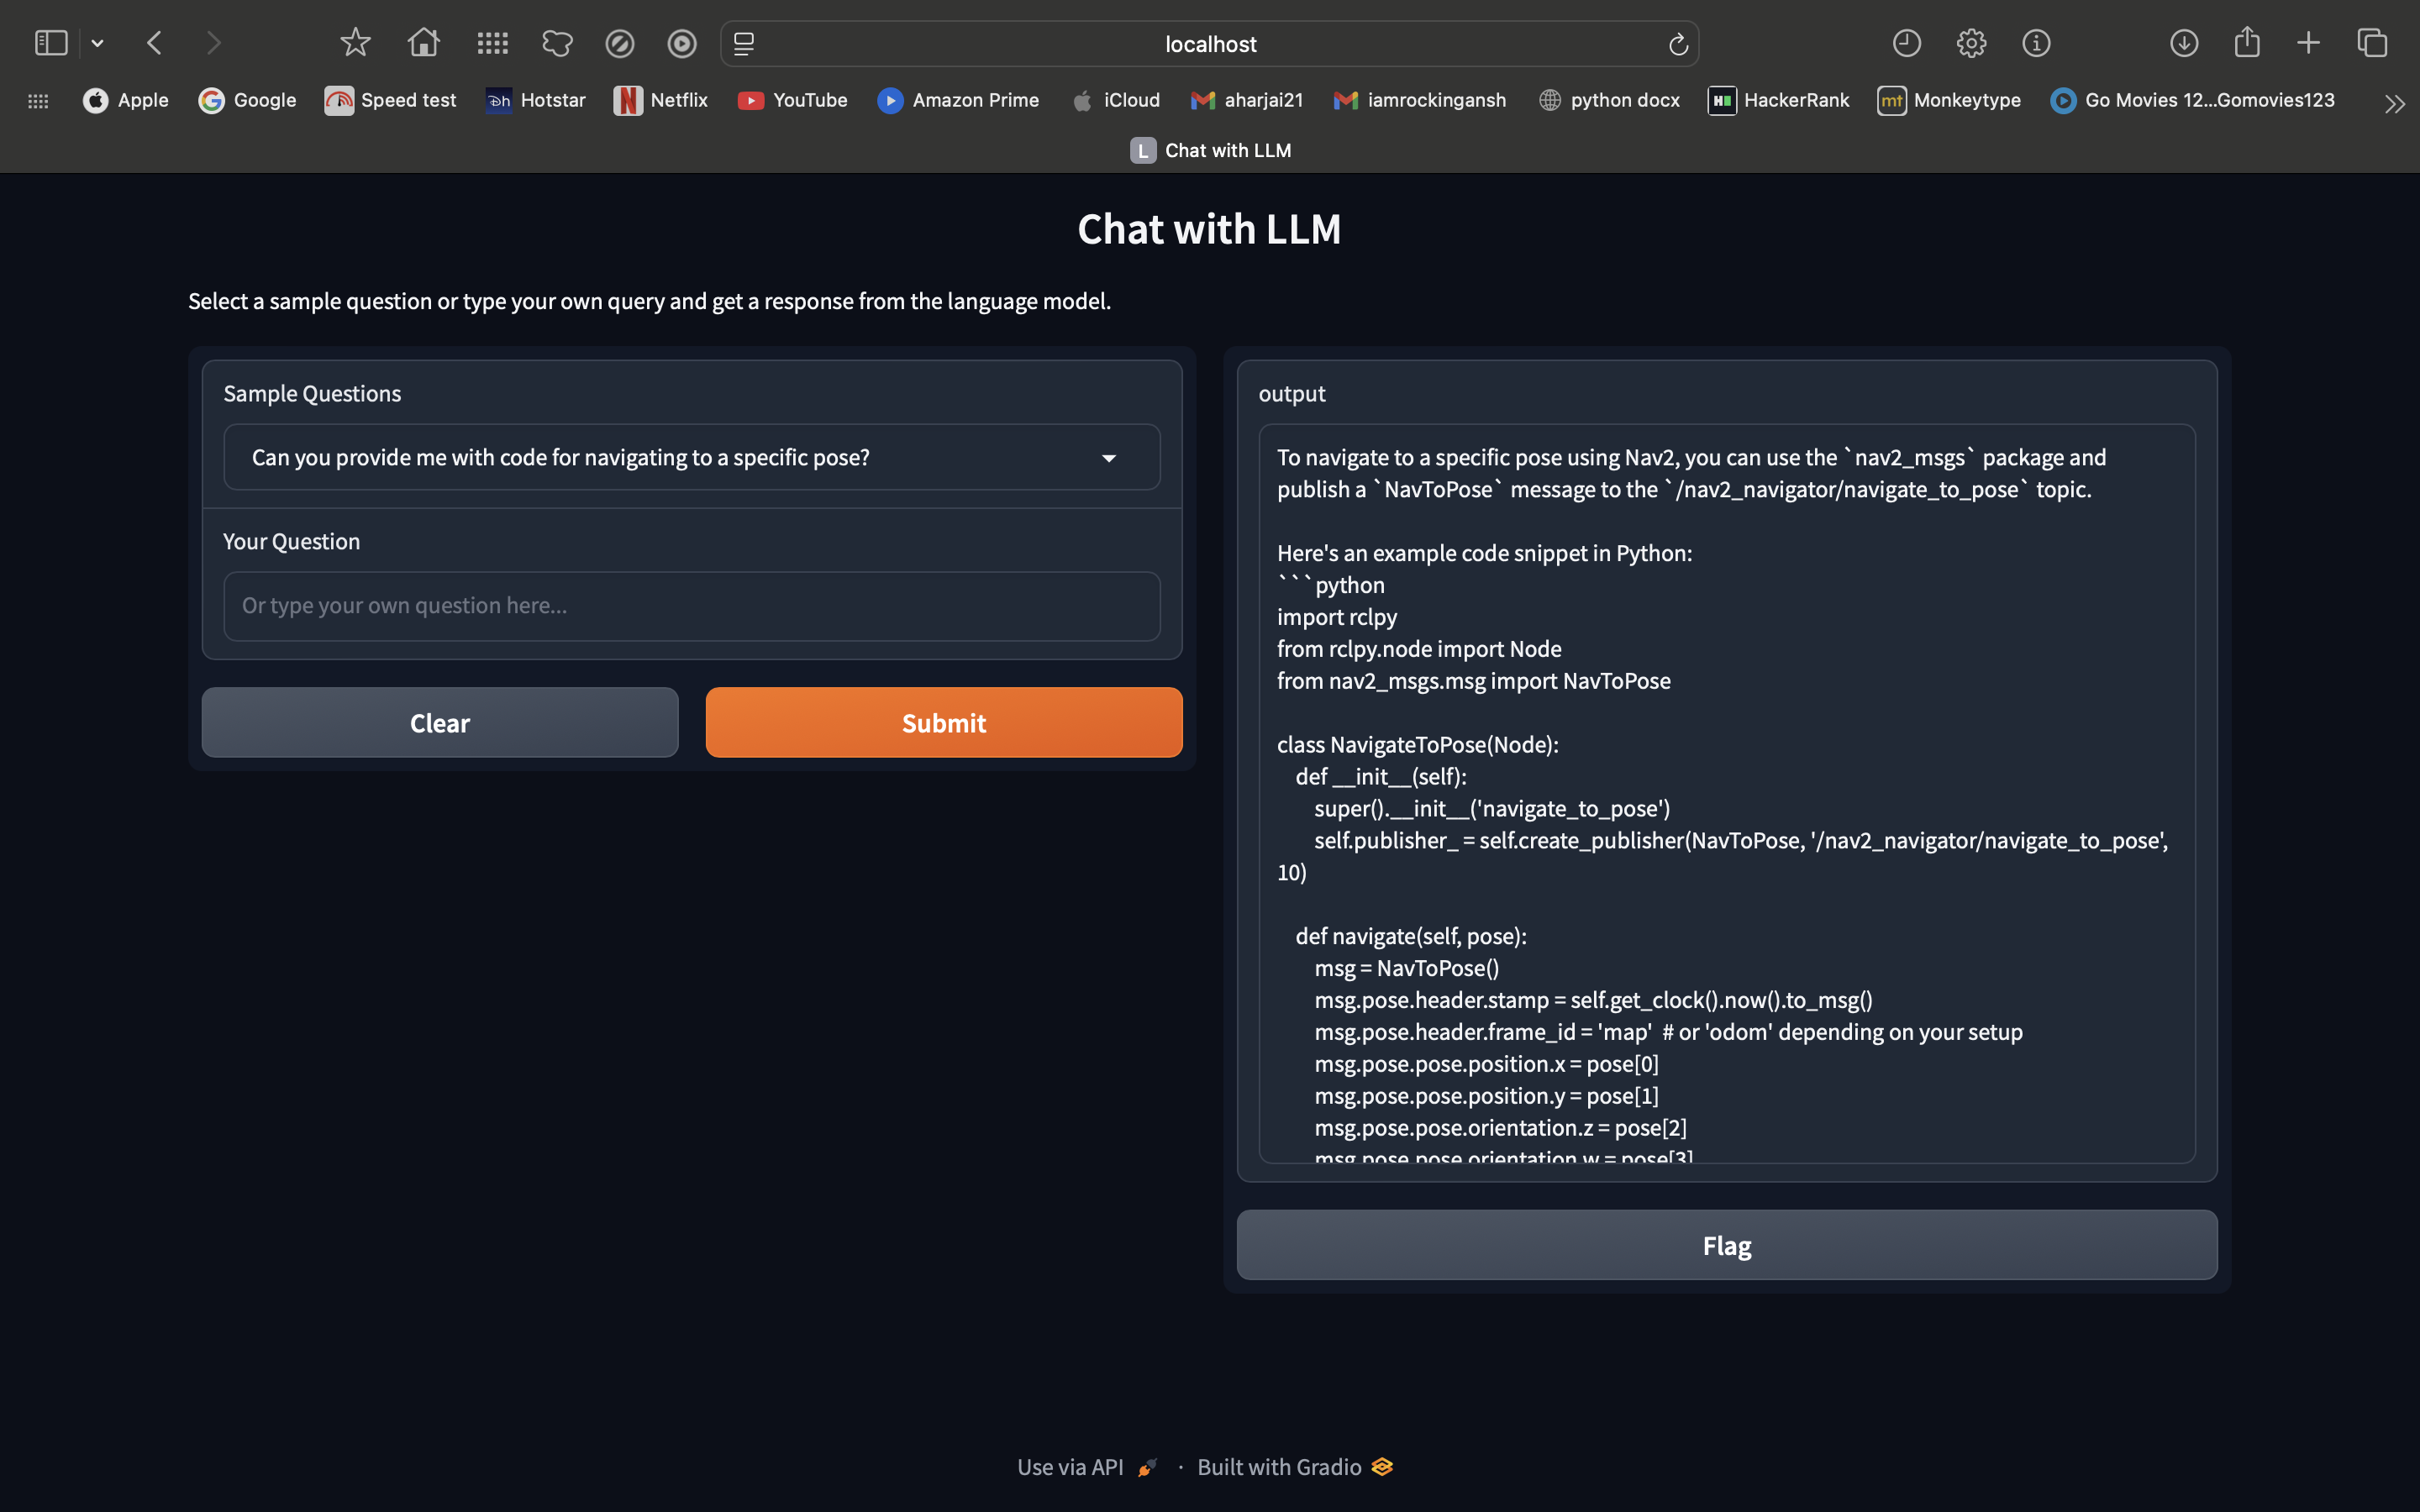 localhost
Apple
Google
Speed test
Hotstar
Netflix
YouTube
Amazon Prime
iCloud
aharjai21
iamrockingansh
python docx
HackerRank
mt Monkeytype
Go Movies 12...Gomovies123
L Chat with LLM
Chat with LLM
Select a sample question or type your own query and get a response from the language model.
Sample Questions
Can you provide me with code for navigating to a specific pose?
Your Question
Or type your own question here...
Clear
Submit
output
To navigate to a specific pose using Nav2, you can use the `nav2_msgs` package and
publish a `NavToPose` message to the `/nav2_navigator/navigate_to_pose` topic.
Here's an example code snippet in Python:
```python
import rclpy
from rclpy.node import Node
from nav2_msgs.msg import NavToPose
class NavigateToPose(Node):
def __init__(self):
super().__init__('navigate_to_pose')
self.publisher_ = self.create_publisher(NavToPose, '/nav2_navigator/navigate_to_pose',
10)
def navigate(self, pose):
msg = NavToPose()
msg.pose.header.stamp = self.get_clock().now().to_msg()
msg.pose.header.frame_id = 'map'  # or 'odom' depending on your setup
msg.pose.pose.position.x = pose[0]
msg.pose.pose.position.y = pose[1]
msg.pose.pose.orientation.z = pose[2]
msg.pose.pose.orientation.w = pose[3]
Flag
Use via API · Built with Gradio